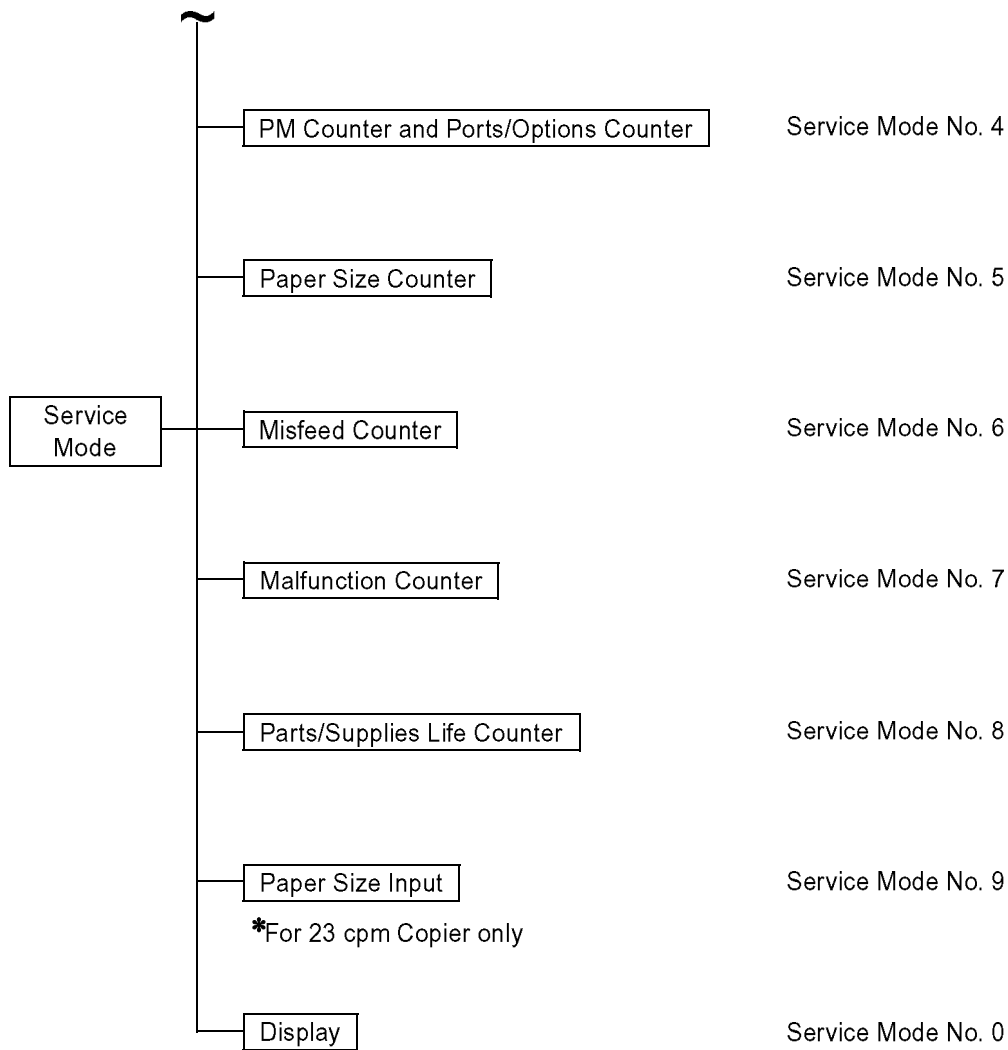 PM Counter and Ports/Options Counter Service Mode No. 4
Paper Size Counter Service Mode No. 5
Service
Mode
Misfeed Counter Service Mode No. 6
Malfunction Counter Service Mode No. 7
Parts/Supplies Life Counter Service Mode No. 8
Paper Size Input Service Mode No. 9
*For 23 cpm Copier only
Display Service Mode No. 0